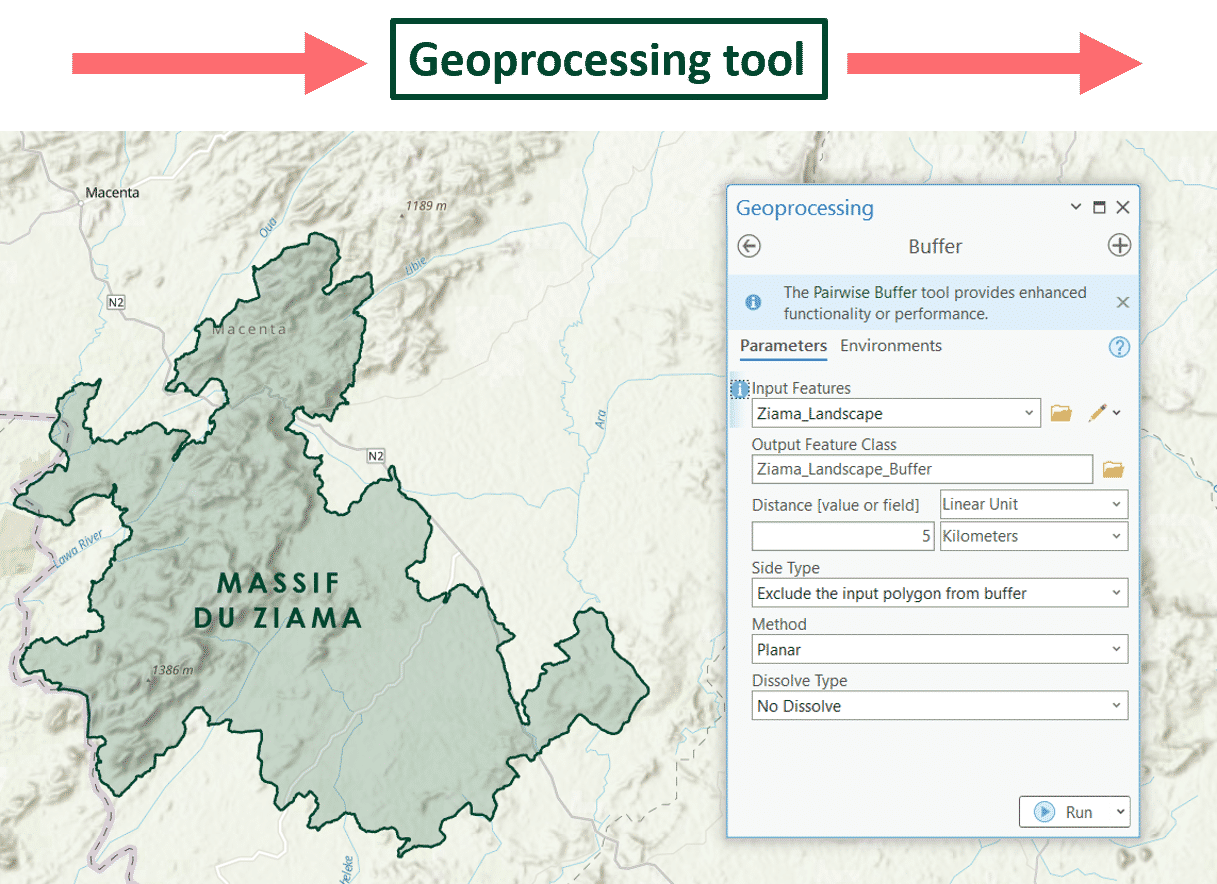 Geoprocessing tool
Macenta
1189 m
Oua
Libie
N2
Macenta
Ara
N2
Lawa River
MASSIF
DU ZIAMA
1386 m
Geoprocessing
Buffer
The Pairwise Buffer tool provides enhanced
functionality or performance.
Parameters Environments
Input Features
Ziama_Landscape
Output Feature Class
Ziama_Landscape_Buffer
Distance [value or field] Linear Unit
5 Kilometers
Side Type
Exclude the input polygon from buffer
Method
Planar
Dissolve Type
No Dissolve
Run